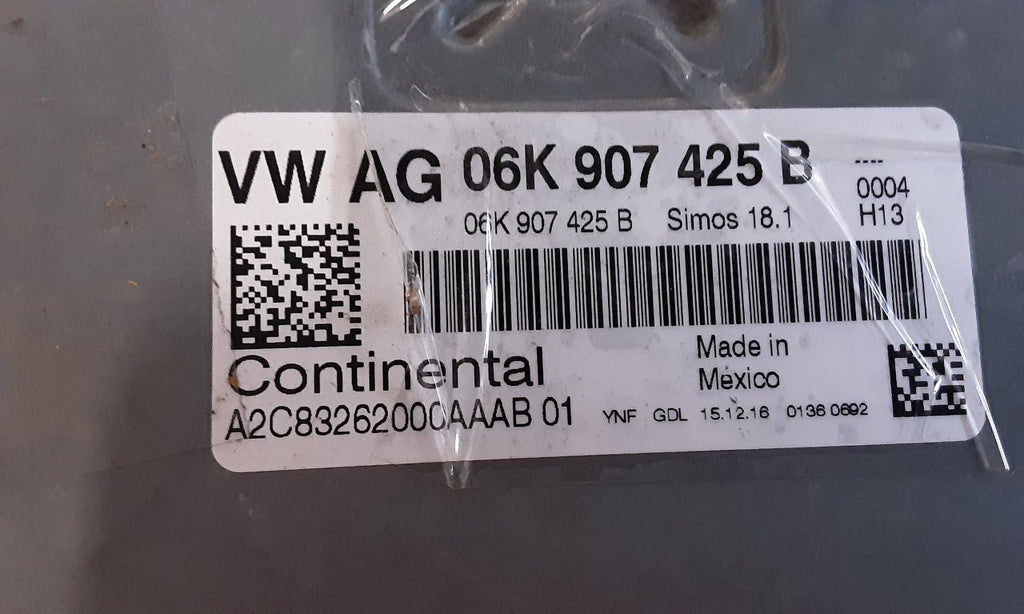 VW AG 06K 907 425 B
----
0004
06K 907 425 B Simos 18.1 H13
Continental
Made in
Mexico
A2C83262000AAAB 01 YNF GDL 15.12.16 0136 0692